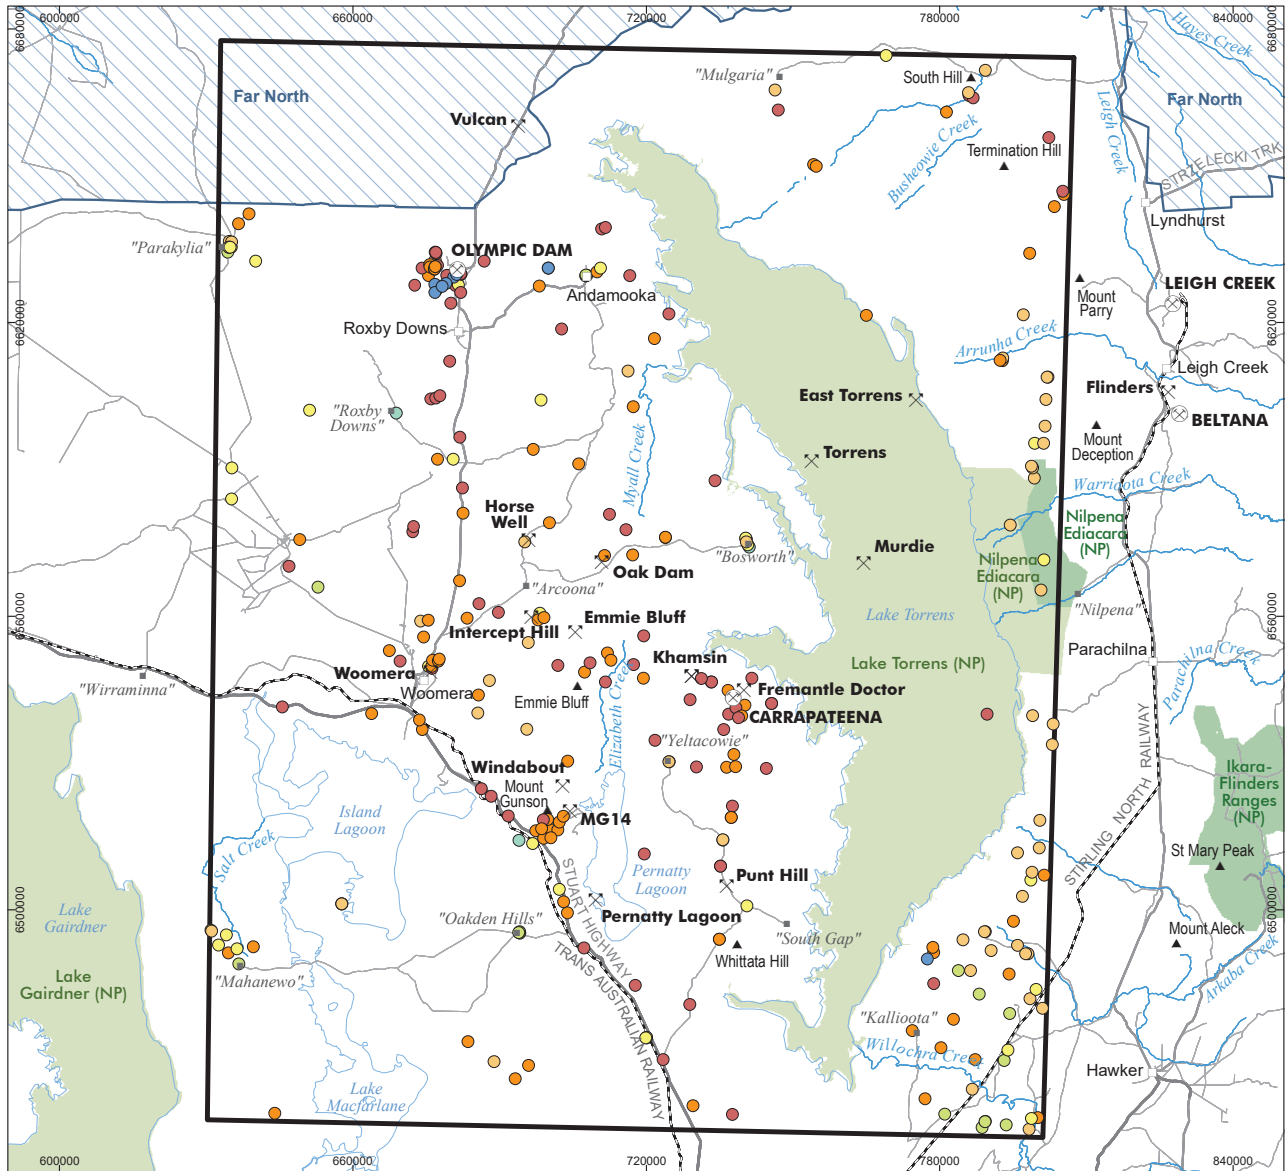 600000
660000
720000
780000
840000
6680000
6680000
Hayes Creek
"Mulgaria"
South Hill
Far North
Far North
Leigh Creek
Vulcan
Busheowie Creek
Termination Hill
STRZELECKI TRK
Lyndhurst
"Parakylia"
OLYMPIC DAM
Andamooka
LEIGH CREEK
Mount
Parry
6620000
6620000
Roxby Downs
Arrunha Creek
Leigh Creek
Flinders
East Torrens
"Roxby
Downs"
BELTANA
Mount
Deception
Torrens
Myall Creek
Warrioota Creek
Horse
Well
Nilpena
Ediacara
(NP)
"Bosworth"
Murdie
Oak Dam
Nilpena
Ediacara
(NP)
"Arcoona"
"Nilpena"
6560000
6560000
Emmie Bluff
Lake Torrens
Intercept Hill
Parachilna
Parachilna Creek
Khamsin
Lake Torrens (NP)
Woomera
"Wirraminna"
Woomera
Emmie Bluff
Fremantle Doctor
Elizabeth Creek
CARRAPATEENA
"Yeltacowie"
STIRLING NORTH RAILWAY
Windabout
Mount
Gunson
Ikara-
Flinders
Ranges
(NP)
Island
Lagoon
MG14
Salt Creek
St Mary Peak
STUART HIGHWAY
Pernatty
Lagoon
Punt Hill
6500000
6500000
Lake
Gairdner
"Oakden Hills"
Pernatty Lagoon
"South Gap"
Mount Aleck
Whittata Hill
TRANS AUSTRALIAN RAILWAY
Arkaba Creek
Lake
Gairdner (NP)
"Mahanewo"
"Kallioota"
Willochra Creek
Hawker
Lake
Macfarlane
600000
660000
720000
780000
840000